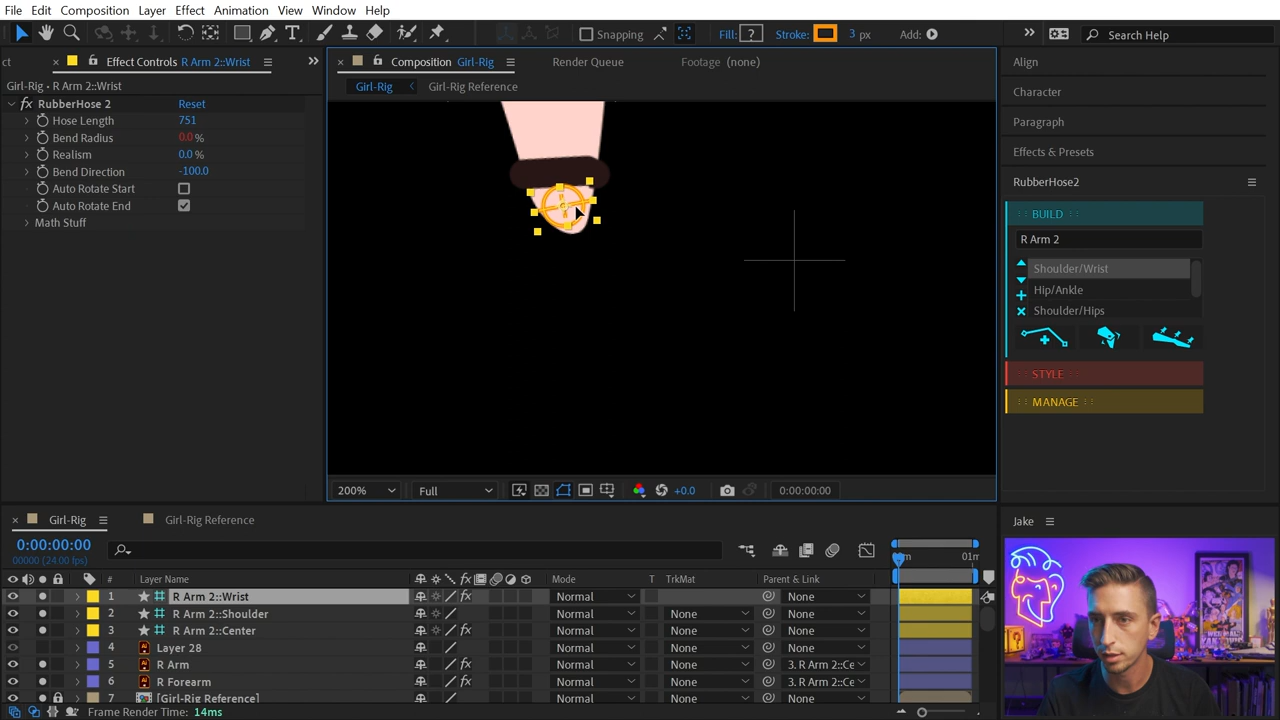 File Edit Composition Layer Effect Animation View Window Help
Snapping Fill: ? Stroke: 3 px Add: Search Help
ct × Effect Controls R Arm 2::Wrist
× Composition Girl-Rig Render Queue Footage (none)
Girl-Rig • R Arm 2::Wrist
Girl-Rig Girl-Rig Reference
fx RubberHose 2 Reset
Hose Length 751
Bend Radius 0.0 %
Realism 0.0 %
Bend Direction -100.0
Auto Rotate Start
Auto Rotate End
Math Stuff
Align
Character
Paragraph
Effects & Presets
RubberHose2
:: BUILD ::
R Arm 2
Shoulder/Wrist
Hip/Ankle
Shoulder/Hips
:: STYLE ::
:: MANAGE ::
200% Full +0.0 0:00:00:00
× Girl-Rig Girl-Rig Reference
0:00:00:00
00000 (24.00 fps)
01m
# Layer Name fx Mode T TrkMat Parent & Link
1 R Arm 2::Wrist fx Normal None
2 R Arm 2::Shoulder Normal None None
3 R Arm 2::Center fx Normal None None
4 Layer 28 Normal None None
5 R Arm fx Normal None 3. R Arm 2::Ce
6 R Forearm fx Normal None 3. R Arm 2::Ce
7 [Girl-Rig Reference] Normal None None
Frame Render Time: 14ms
Jake